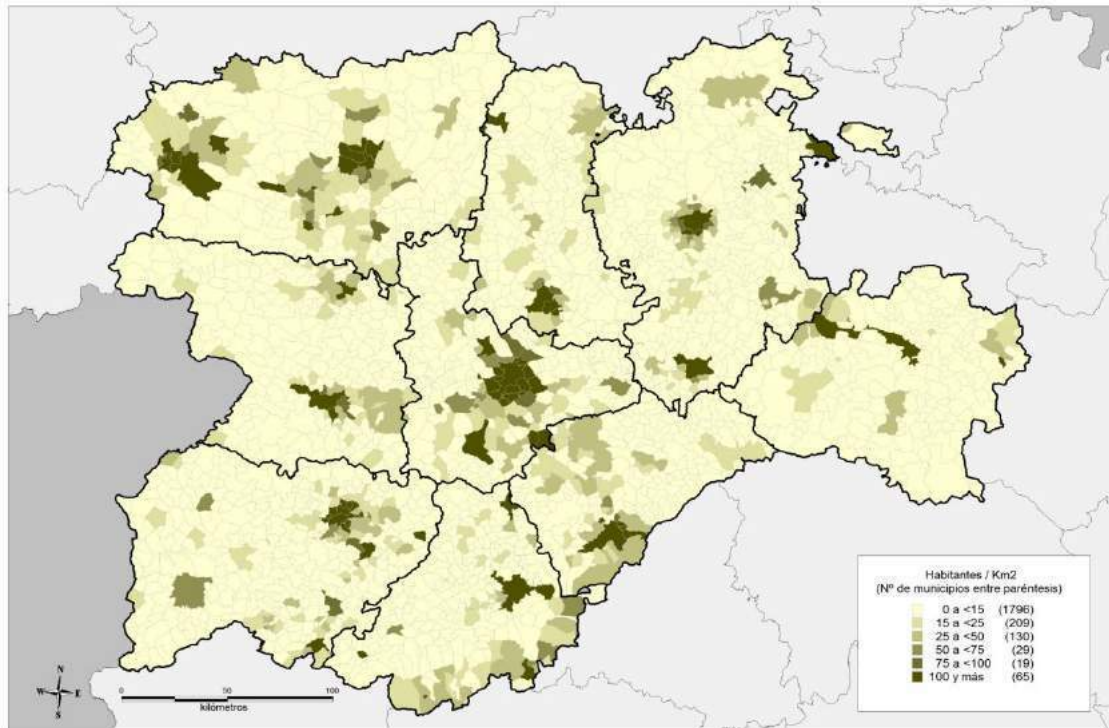 Habitantes / Km2
(Nº de municipios entre paréntesis)
0 a <15 (1796)
15 a <25 (209)
25 a <50 (130)
50 a <75 (29)
75 a <100 (19)
100 y más (65)
N
W E
S
0 50 100
kilómetros